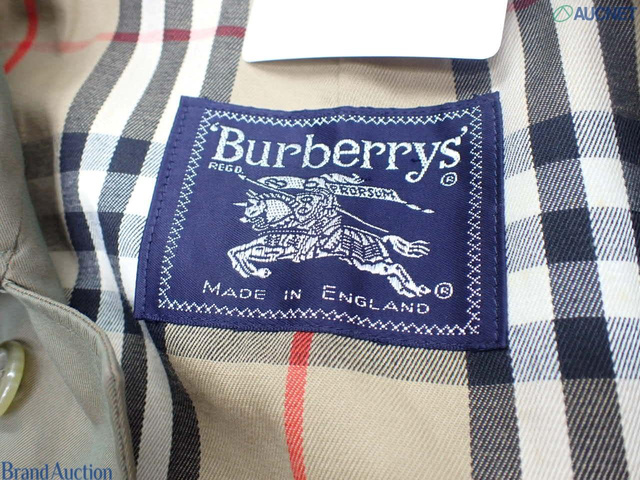 AUCNET
'Burberrys'
REGD.
PRORSUM
®
®
MADE IN ENGLAND
Brand Auction